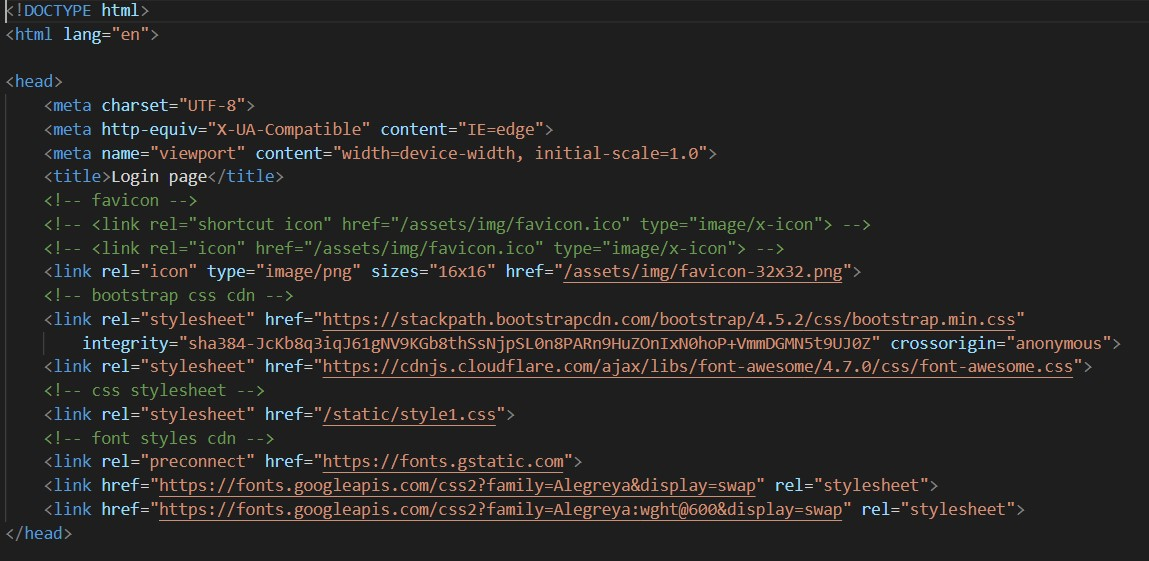 <!DOCTYPE html>
<html lang="en">
<head>
<meta charset="UTF-8">
<meta http-equiv="X-UA-Compatible" content="IE=edge">
<meta name="viewport" content="width=device-width, initial-scale=1.0">
<title>Login page</title>
<!-- favicon -->
<!-- <link rel="shortcut icon" href="/assets/img/favicon.ico" type="image/x-icon"> -->
<!-- <link rel="icon" href="/assets/img/favicon.ico" type="image/x-icon"> -->
<link rel="icon" type="image/png" sizes="16x16" href="/assets/img/favicon-32x32.png">
<!-- bootstrap css cdn -->
<link rel="stylesheet" href="https://stackpath.bootstrapcdn.com/bootstrap/4.5.2/css/bootstrap.min.css"
integrity="sha384-JcKb8q3iqJ61gNV9KGb8thSsNjpSL0n8PARn9HuZOnIxN0hoP+VmmDGMN5t9UJ0Z" crossorigin="anonymous">
<link rel="stylesheet" href="https://cdnjs.cloudflare.com/ajax/libs/font-awesome/4.7.0/css/font-awesome.css">
<!-- css stylesheet -->
<link rel="stylesheet" href="/static/style1.css">
<!-- font styles cdn -->
<link rel="preconnect" href="https://fonts.gstatic.com">
<link href="https://fonts.googleapis.com/css2?family=Alegreya&display=swap" rel="stylesheet">
<link href="https://fonts.googleapis.com/css2?family=Alegreya:wght@600&display=swap" rel="stylesheet">
</head>